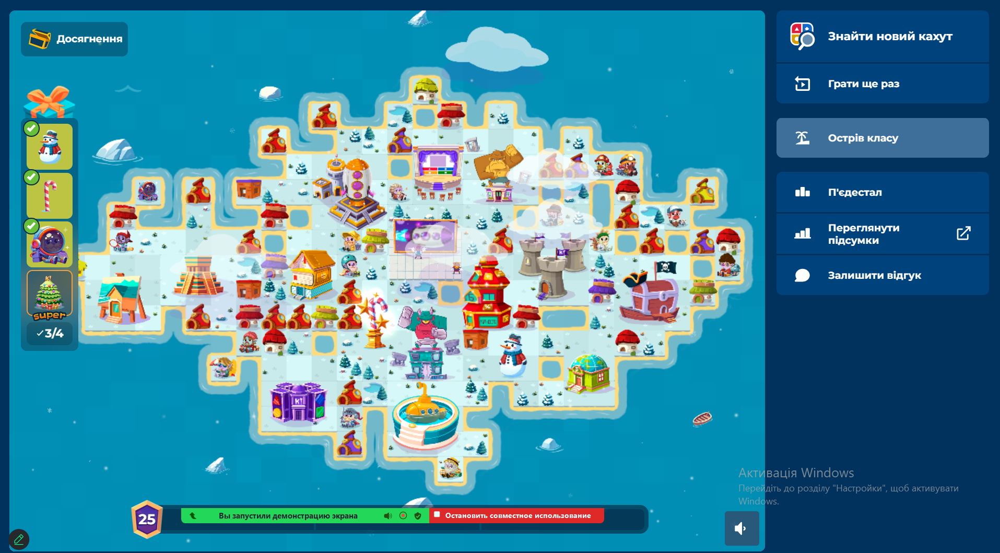 Досягнення
super
3/4
25
Вы запустили демонстрацию экрана
Остановить совместное использование
Знайти новий кахут
Грати ще раз
Острів класу
П'єдестал
Переглянути
підсумки
Залишити відгук
Активація Windows
Перейдіть до розділу "Настройки", щоб активувати
Windows.